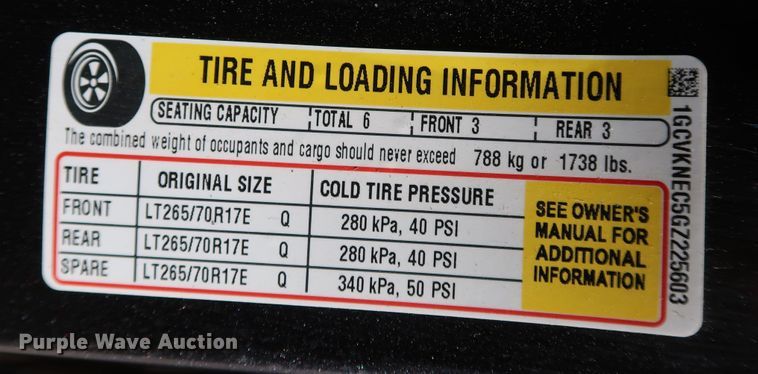 TIRE AND LOADING INFORMATION
SEATING CAPACITY TOTAL 6 FRONT 3 REAR 3
The combined weight of occupants and cargo should never exceed 788 kg or 1738 lbs.
TIRE ORIGINAL SIZE COLD TIRE PRESSURE
FRONT LT265/70R17E Q 280 kPa, 40 PSI
REAR LT265/70R17E Q 280 kPa, 40 PSI
SPARE LT265/70R17E Q 340 kPa, 50 PSI
SEE OWNER'S
MANUAL FOR
ADDITIONAL
INFORMATION
1GCVKNEC5GZ225603
Purple Wave Auction